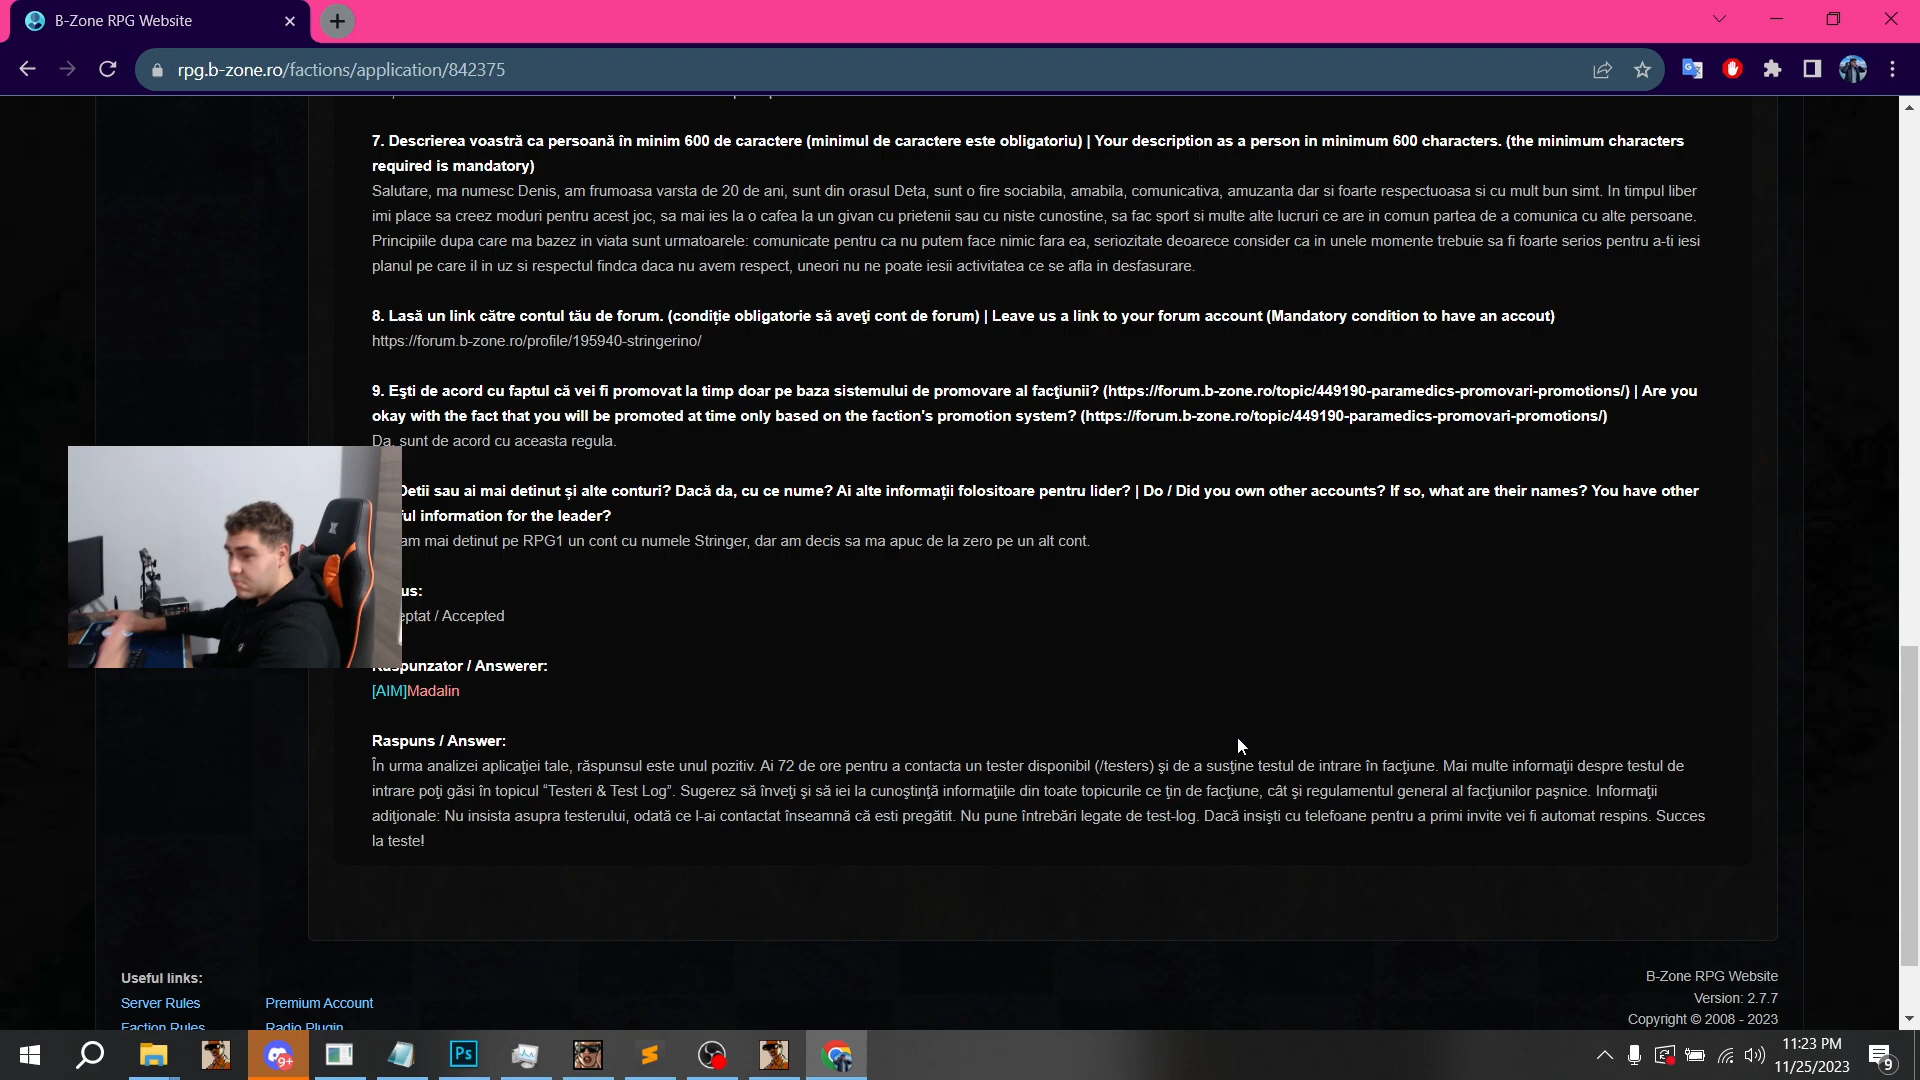 B-Zone RPG Website
rpg.b-zone.ro/factions/application/842375
7. Descrierea voastră ca persoană în minim 600 de caractere (minimul de caractere este obligatoriu) | Your description as a person in minimum 600 characters. (the minimum characters
required is mandatory)
Salutare, ma numesc Denis, am frumoasa varsta de 20 de ani, sunt din orasul Deta, sunt o fire sociabila, amabila, comunicativa, amuzanta dar si foarte respectuoasa si cu mult bun simt. In timpul liber
imi place sa creez moduri pentru acest joc, sa mai ies la o cafea la un givan cu prietenii sau cu niste cunostine, sa fac sport si multe alte lucruri ce are in comun partea de a comunica cu alte persoane.
Principiile dupa care ma bazez in viata sunt urmatoarele: comunicate pentru ca nu putem face nimic fara ea, seriozitate deoarece consider ca in unele momente trebuie sa fi foarte serios pentru a-ti iesi
planul pe care il in uz si respectul findca daca nu avem respect, uneori nu ne poate iesii activitatea ce se afla in desfasurare.
8. Lasă un link către contul tău de forum. (condiție obligatorie să aveţi cont de forum) | Leave us a link to your forum account (Mandatory condition to have an accout)
https://forum.b-zone.ro/profile/195940-stringerino/
9. Eşti de acord cu faptul că vei fi promovat la timp doar pe baza sistemului de promovare al facţiunii? (https://forum.b-zone.ro/topic/449190-paramedics-promovari-promotions/) | Are you
okay with the fact that you will be promoted at time only based on the faction's promotion system? (https://forum.b-zone.ro/topic/449190-paramedics-promovari-promotions/)
Da, sunt de acord cu aceasta regula.
Detii sau ai mai detinut și alte conturi? Dacă da, cu ce nume? Ai alte informații folositoare pentru lider? | Do / Did you own other accounts? If so, what are their names? You have other
ful information for the leader?
am mai detinut pe RPG1 un cont cu numele Stringer, dar am decis sa ma apuc de la zero pe un alt cont.
us:
eptat / Accepted
Raspunzator / Answerer:
[AIM]Madalin
Raspuns / Answer:
În urma analizei aplicaţiei tale, răspunsul este unul pozitiv. Ai 72 de ore pentru a contacta un tester disponibil (/testers) şi de a susţine testul de intrare în facţiune. Mai multe informaţii despre testul de
intrare poţi găsi în topicul "Testeri & Test Log". Sugerez să înveţi şi să iei la cunoştinţă informaţiile din toate topicurile ce ţin de facţiune, cât şi regulamentul general al facţiunilor paşnice. Informaţii
adiţionale: Nu insista asupra testerului, odată ce l-ai contactat înseamnă că esti pregătit. Nu pune întrebări legate de test-log. Dacă insişti cu telefoane pentru a primi invite vei fi automat respins. Succes
la teste!
Useful links:
Server Rules
Premium Account
Faction Rules
Radio Plugin
B-Zone RPG Website
Version: 2.7.7
Copyright © 2008 - 2023
9+
Ps
11:23 PM
11/25/2023
9